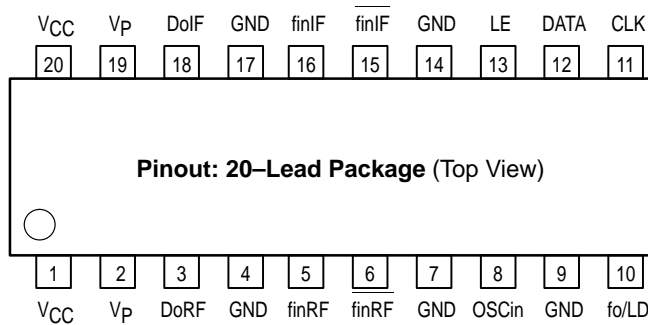 VCC VP DoIF GND finIF finIF GND LE DATA CLK
20 19 18 17 16 15 14 13 12 11
Pinout: 20–Lead Package (Top View)
1 2 3 4 5 6 7 8 9 10
VCC VP DoRF GND finRF finRF GND OSCin GND fo/LD